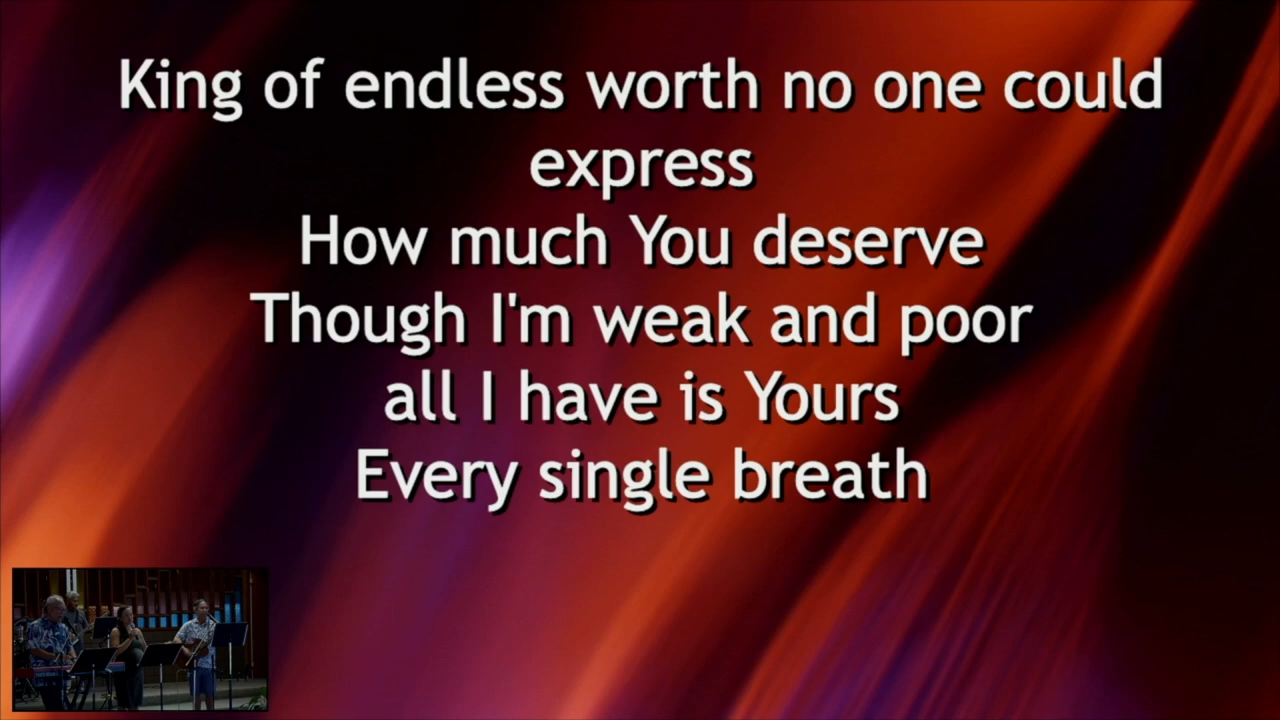 King of endless worth no one could
express
How much You deserve
Though I'm weak and poor
all I have is Yours
Every single breath